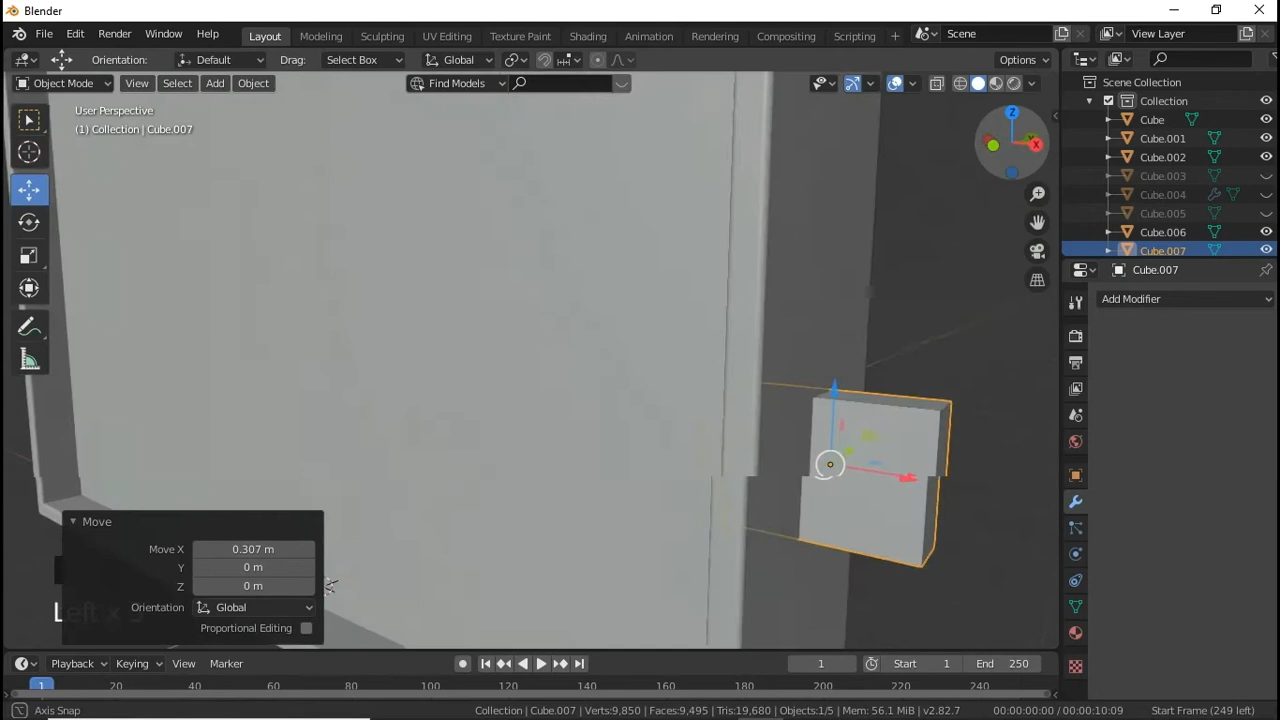 Blender
File Edit Render Window Help
Layout Modeling Sculpting UV Editing Texture Paint Shading Animation Rendering Compositing Scripting + Scene View Layer
Orientation: Default Drag: Select Box Global Options
Object Mode View Select Add Object Find Models
User Perspective
(1) Collection | Cube.007
Z
X
Scene Collection
Collection
Cube
Cube.001
Cube.002
Cube.003
Cube.004
Cube.005
Cube.006
Cube.007
Cube.007
Add Modifier
Move
Move X 0.307 m
Y 0 m
Z 0 m
Orientation Global
Proportional Editing
Playback Keying View Marker 1 Start 1 End 250
1 20 40 60 80 100 120 140 160 180 200 220 240
Axis Snap Collection | Cube.007 | Verts:9,850 | Faces:9,495 | Tris:19,680 | Objects:1/5 | Mem: 56.1 MiB | v2.82.7 00:00:00:00 / 00:00:10:09 Start Frame (249 left)